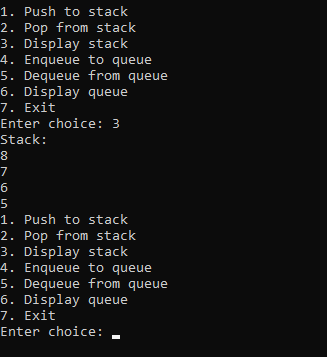 1. Push to stack
2. Pop from stack
3. Display stack
4. Enqueue to queue
5. Dequeue from queue
6. Display queue
7. Exit
Enter choice: 3
Stack:
8
7
6
5
1. Push to stack
2. Pop from stack
3. Display stack
4. Enqueue to queue
5. Dequeue from queue
6. Display queue
7. Exit
Enter choice: